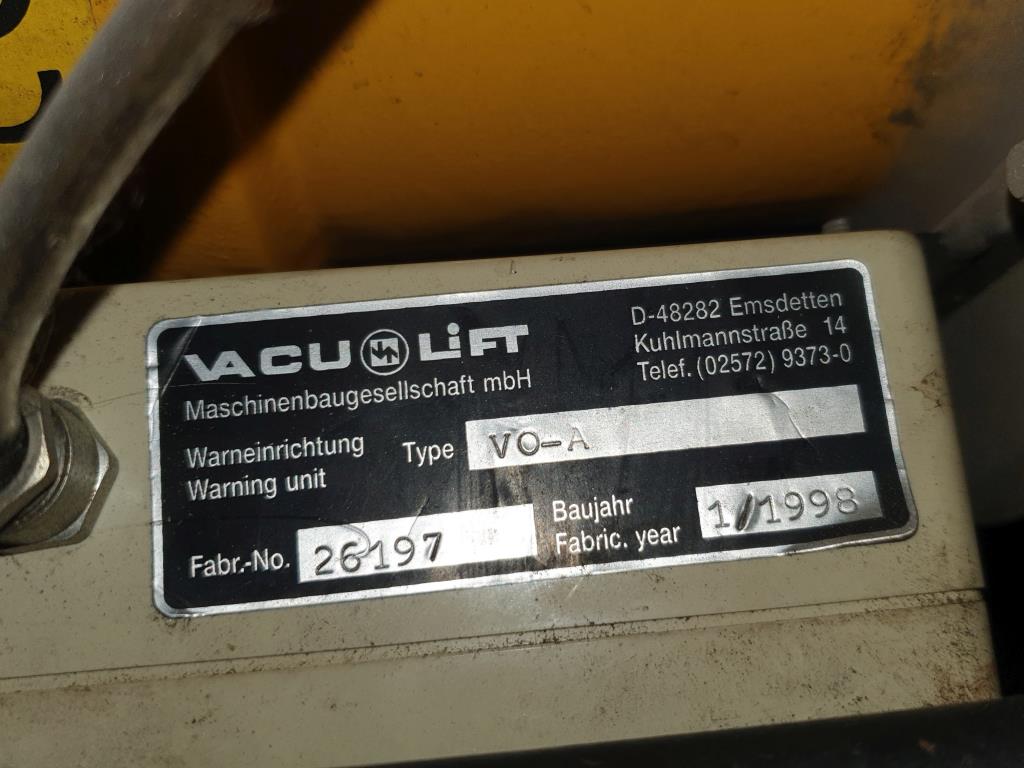 VACU LiFT
Maschinenbaugesellschaft mbH
D-48282 Emsdetten
Kuhlmannstraße 14
Telef. (02572) 9373-0
Warneinrichtung
Warning unit
Type VO-A
Fabr.-No. 26197
Baujahr
Fabric. year 1/1998